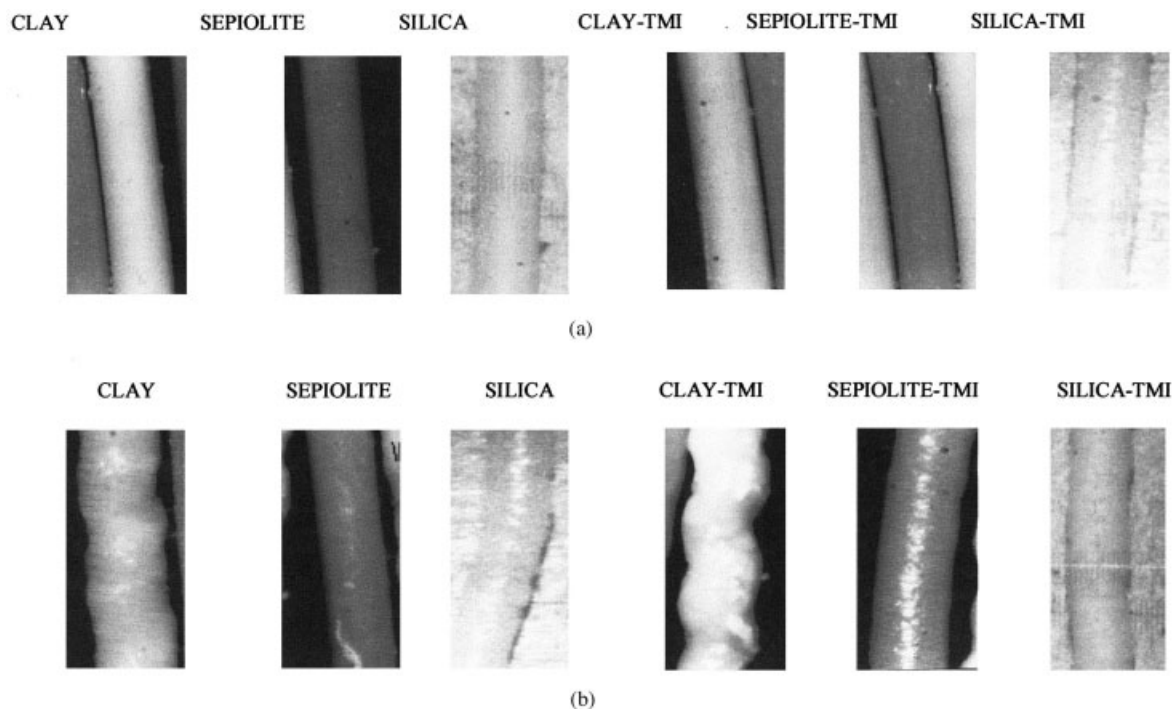 CLAY SEPIOLITE SILICA CLAY-TMI SEPIOLITE-TMI SILICA-TMI
(a)
CLAY SEPIOLITE SILICA CLAY-TMI SEPIOLITE-TMI SILICA-TMI
(b)